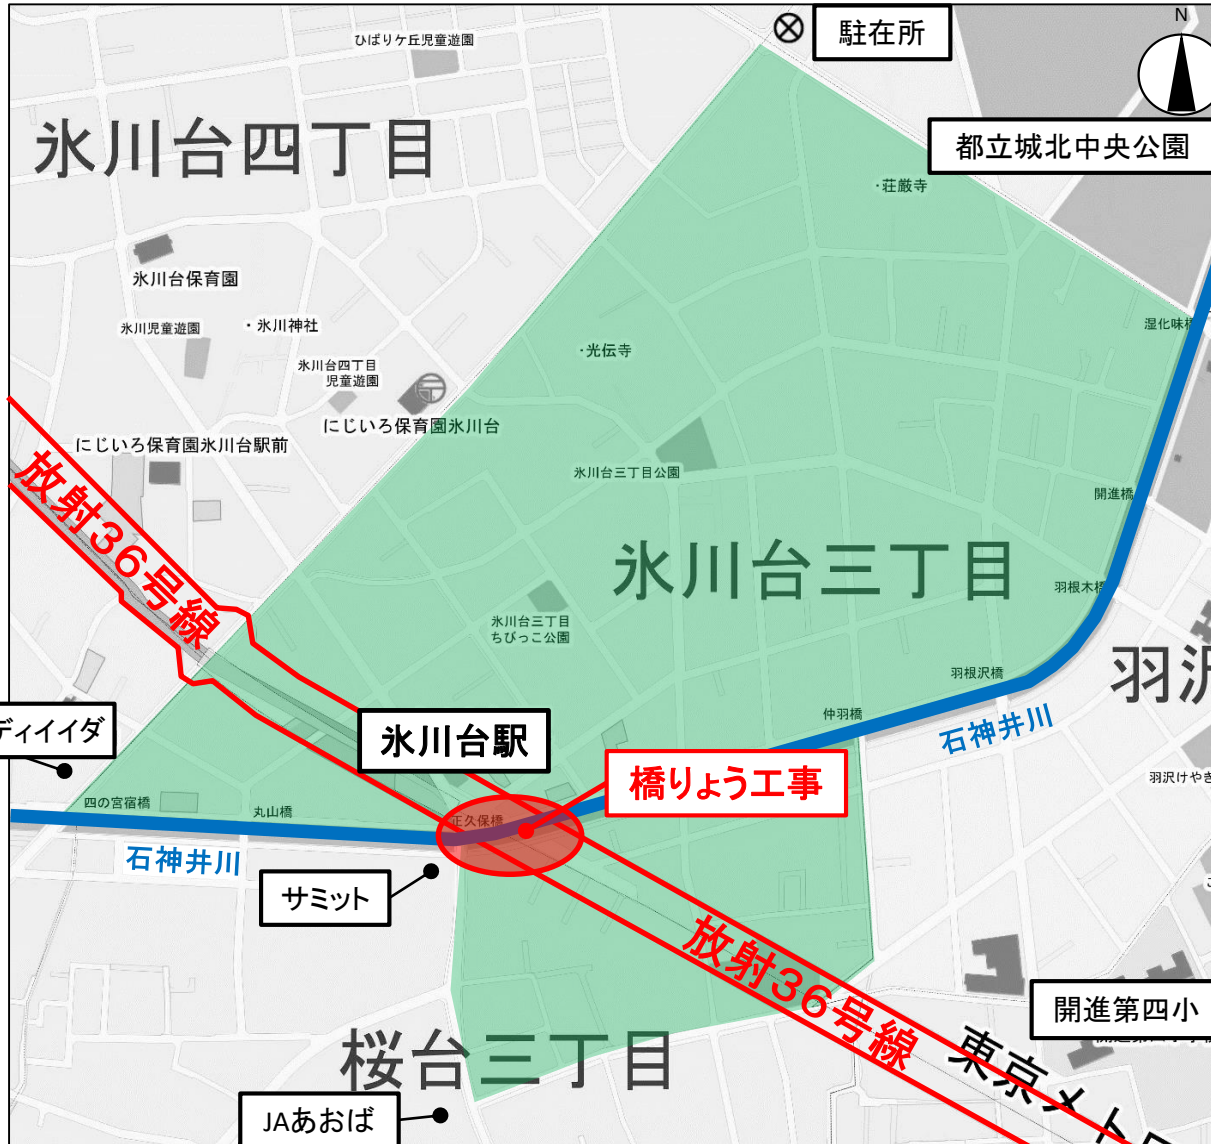 ひばりケ丘児童遊園
駐在所
N
氷川台四丁目
都立城北中央公園
・荘厳寺
氷川台保育園
氷川児童遊園
・氷川神社
湿化味橋
・光伝寺
氷川台四丁目
児童遊園
にじいろ保育園氷川台
にじいろ保育園氷川台駅前
氷川台三丁目公園
開進橋
放射36号線
氷川台三丁目
羽根木橋
氷川台三丁目
ちびっこ公園
羽根沢橋
羽沢
仲羽橋
石神井川
ディイイダ
氷川台駅
橋りょう工事
羽沢けやき
四の宮宿橋
丸山橋
正久保橋
石神井川
サミット
放射36号線
開進第四小
桜台三丁目
東京メトロ
JAあおば